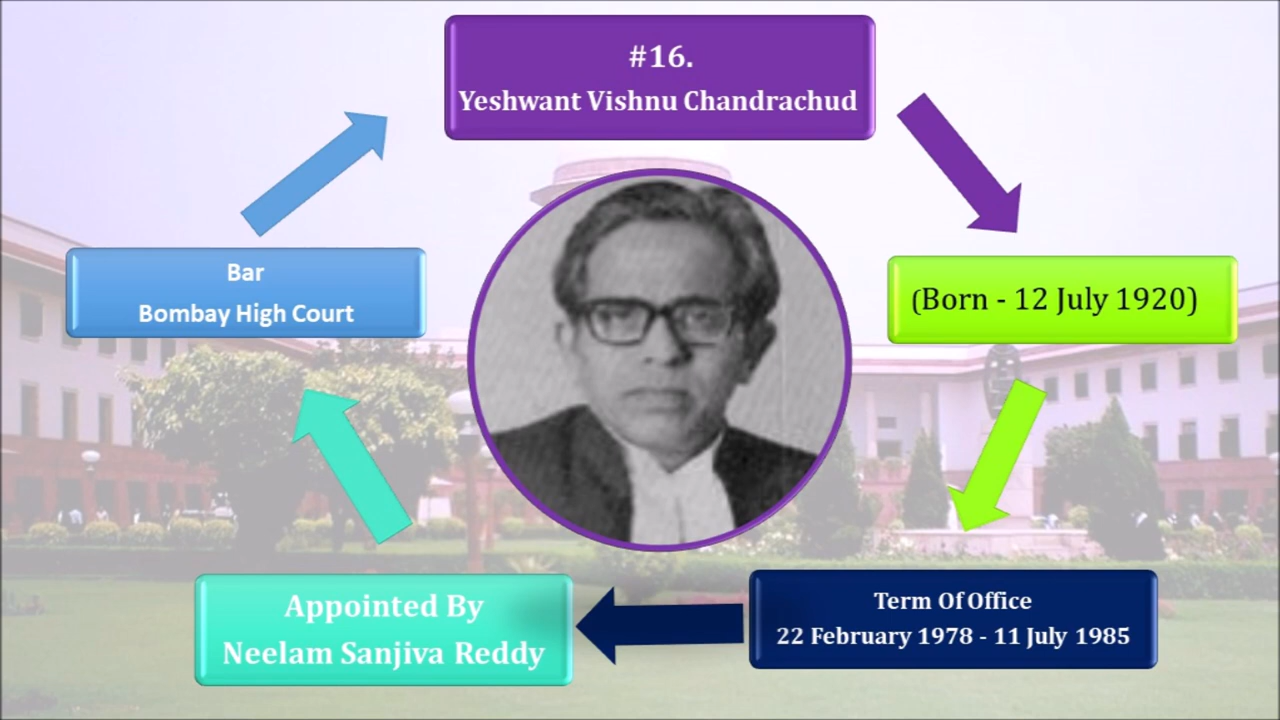 #16.
Yeshwant Vishnu Chandrachud
(Born - 12 July 1920)
Term Of Office
22 February 1978 - 11 July 1985
Appointed By
Neelam Sanjiva Reddy
Bar
Bombay High Court